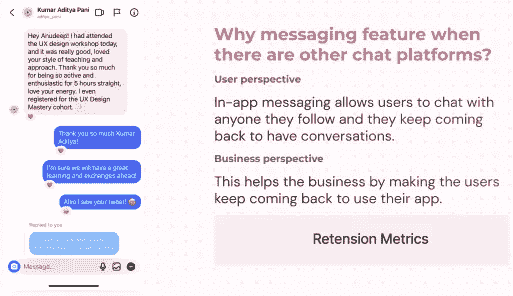 Kumar Aditya Pani
aditya_pani_
Hey Anudeep! I had attended
the UX design workshop today,
and it was really good, loved
your style of teaching and
approach. Thank you so much
for being so active and
enthusiastic for 5 hours straight,
love your energy. I even
registered for the UX Design
Mastery cohort.
Thank you so much Kumar
Aditya!
I'm sure we will have a great
learning and exchanges ahead!
Also I saw your
Replied to you
Message...
Why messaging feature when
there are other chat platforms?
User perspective
In-app messaging allows users to chat with
anyone they follow and they keep coming
back to have conversations.
Business perspective
This helps the business by making the users
keep coming back to use their app.
Retension Metrics